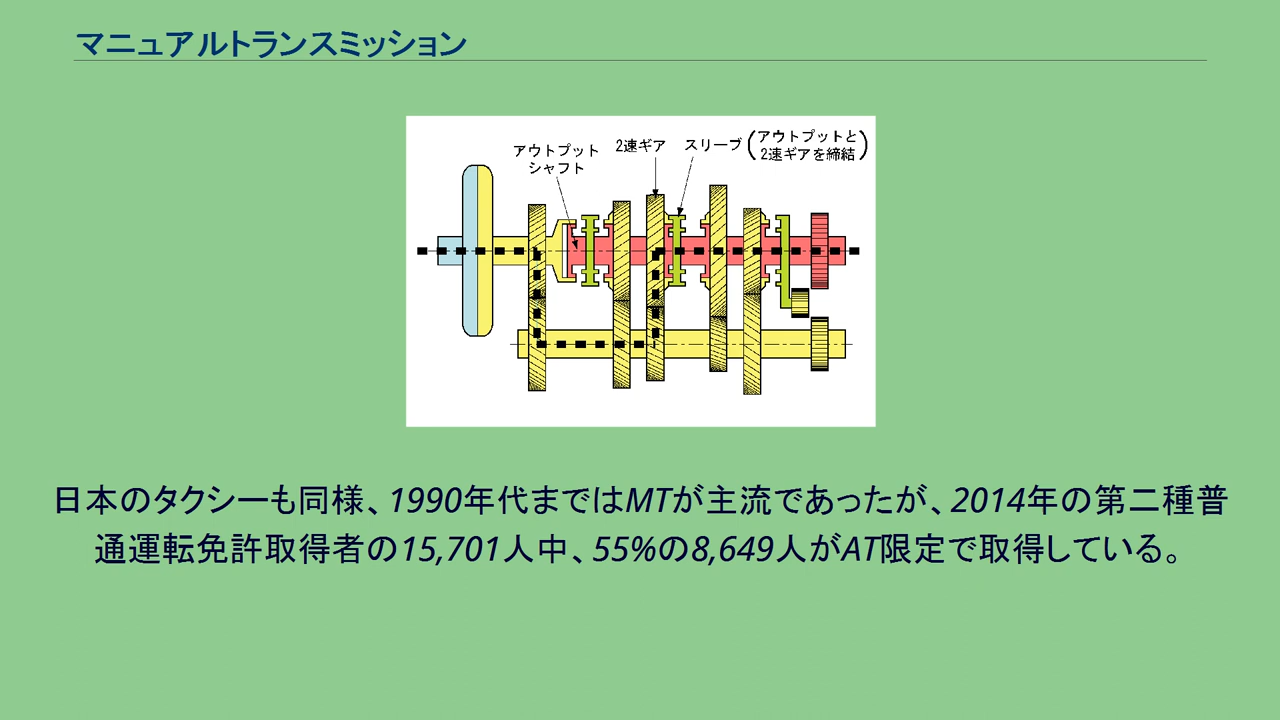 マニュアルトランスミッション
アウトプット
シャフト
2速ギア
スリーブ
(アウトプットと
2速ギアを締結)
日本のタクシーも同様、1990年代まではMTが主流であったが、2014年の第二種普
通運転免許取得者の15,701人中、55%の8,649人がAT限定で取得している。